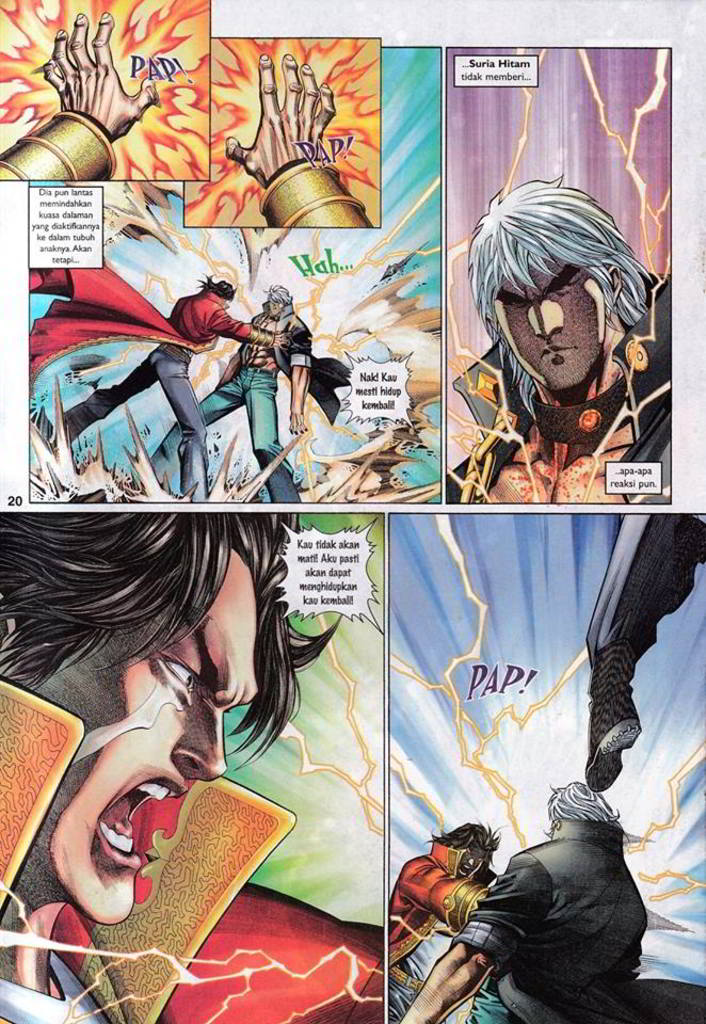 PAP!
PAP!
Dia pun lantas
memindahkan
kuasa dalaman
yang diaktifkannya
ke dalam tubuh
anaknya. Akan
tetapi...
Hah...
Nak! Kau
mesti hidup
kembali!
...Suria Hitam
tidak memberi...
..apa-apa
reaksi pun.
20
Kau tidak akan
mati! Aku pasti
akan dapat
menghidupkan
kau kembali!
PAP!